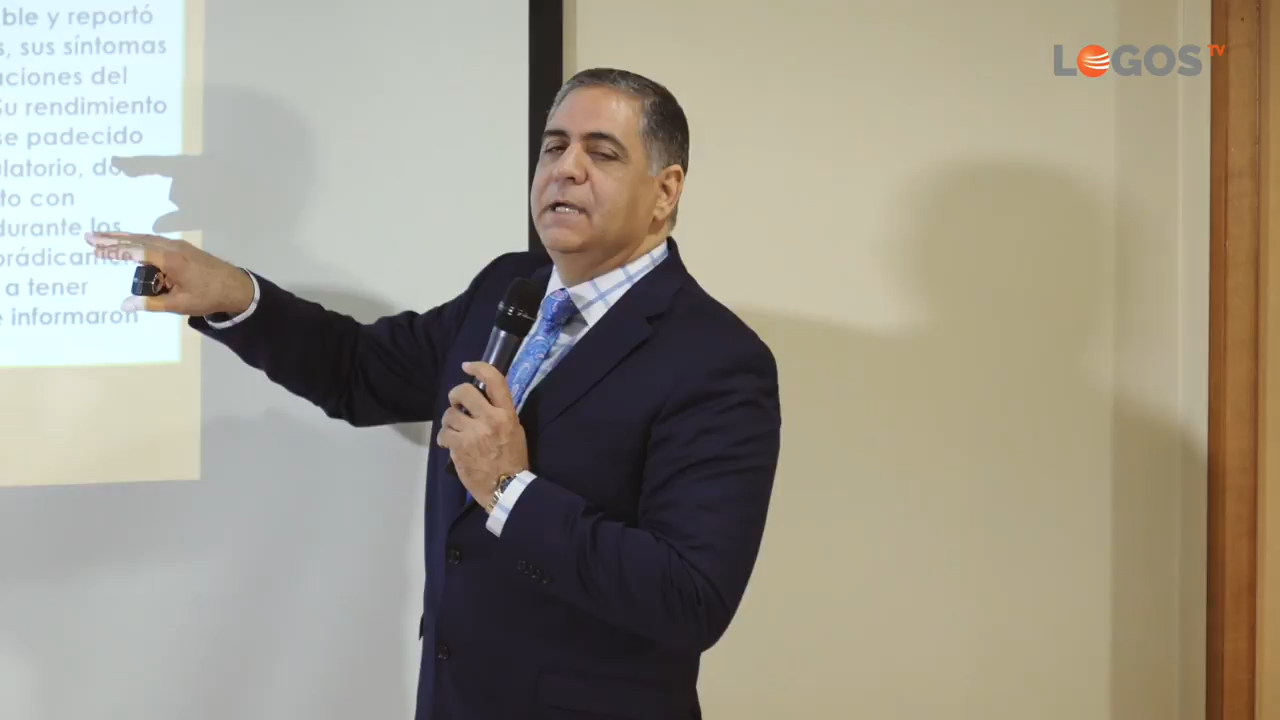 ble y reportó
s, sus síntomas
aciones del
Su rendimiento
se padecido
ulatorio, do
to con
durante los
a tener
e informaron
LOGOS TV